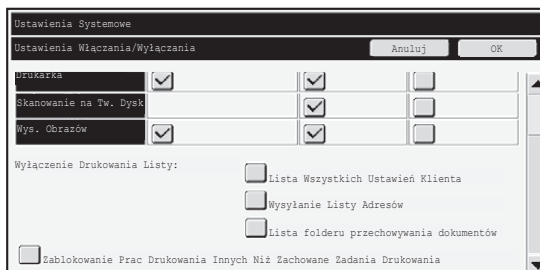 Ustawienia Systemowe
Ustawienia Włączania/Wyłączania Anuluj OK
Drukarka
Skanowanie na Tw. Dysk
Wys. Obrazów
Wyłączenie Drukowania Listy:
Lista Wszystkich Ustawień Klienta
Wysyłanie Listy Adresów
Lista folderu przechowywania dokumentów
Zablokowanie Prac Drukowania Innych Niż Zachowane Zadania Drukowania